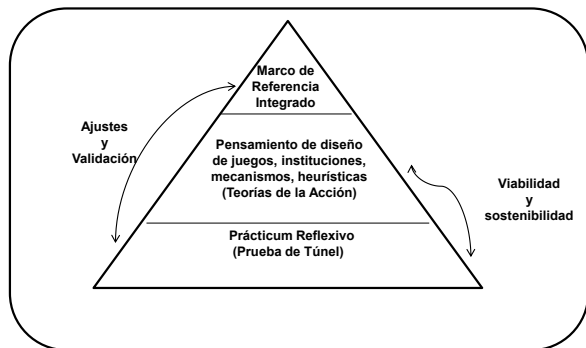 Marco de
Referencia
Integrado
Ajustes
y
Validación
Pensamiento de diseño
de juegos, instituciones,
mecanismos, heurísticas
(Teorías de la Acción)
Viabilidad
y
sostenibilidad
Prácticum Reflexivo
(Prueba de Túnel)